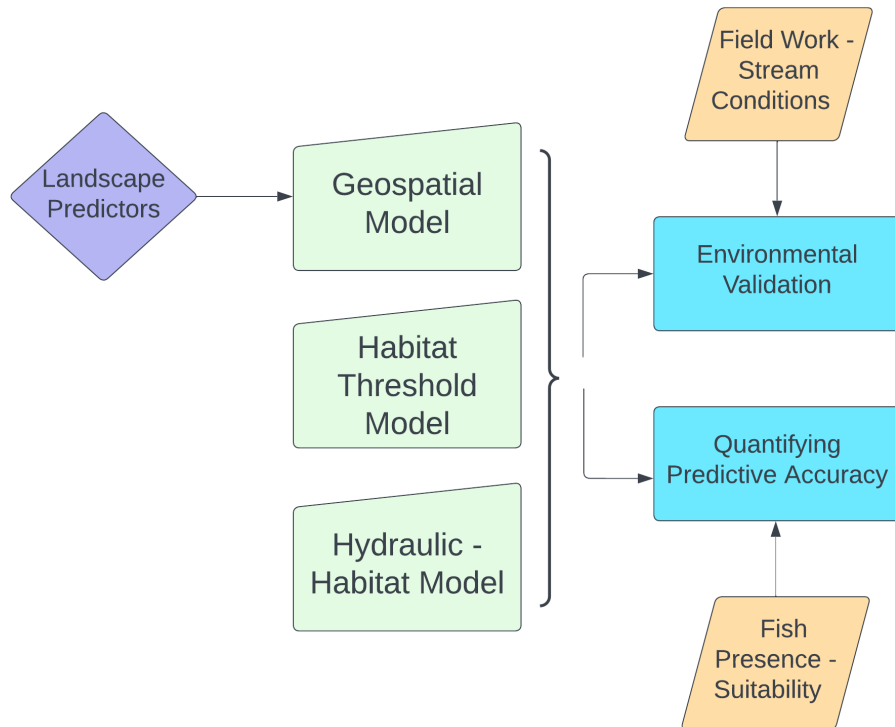 Landscape
Predictors
Geospatial
Model
Habitat
Threshold
Model
Hydraulic -
Habitat Model
Field Work -
Stream
Conditions
Environmental
Validation
Quantifying
Predictive Accuracy
Fish
Presence -
Suitability